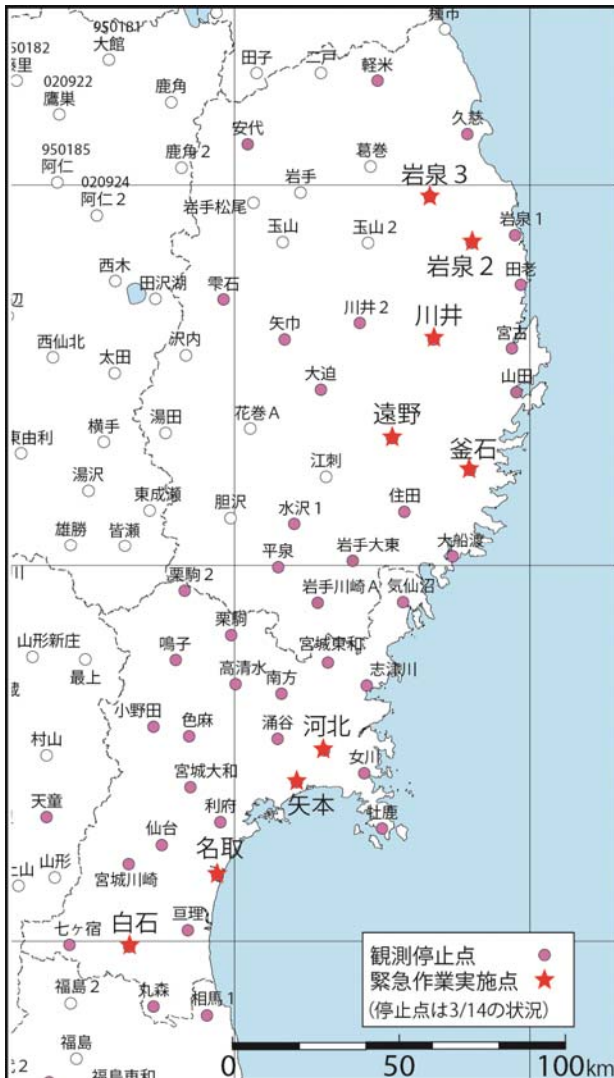 950181
大館
種市
950182
田子
二戸
軽米
020922
鷹巣
鹿角
久慈
安代
950185
阿仁
鹿角2
葛巻
岩手
岩泉3
020924
阿仁2
岩手松尾
玉山
玉山2
岩泉1
岩泉2
西木
田沢湖
雫石
田老
川井2
川井
矢巾
宮古
西仙北
沢内
太田
大迫
山田
花巻A
遠野
横手
湯田
釜石
東由利
江刺
湯沢
東成瀬
胆沢
水沢1
住田
雄勝
皆瀬
平泉
岩手大東
大船渡
栗駒2
岩手川崎A
気仙沼
栗駒
山形新庄
最上
鳴子
宮城東和
高清水
南方
志津川
小野田
色麻
涌谷
河北
村山
女川
宮城大和
矢本
天童
利府
牡鹿
仙台
名取
山形
宮城川崎
白石
亘理
七ヶ宿
観測停止点
緊急作業実施点
(停止点は3/14の状況)
福島2
丸森
相馬1
福島
福島東和
0
50
100km